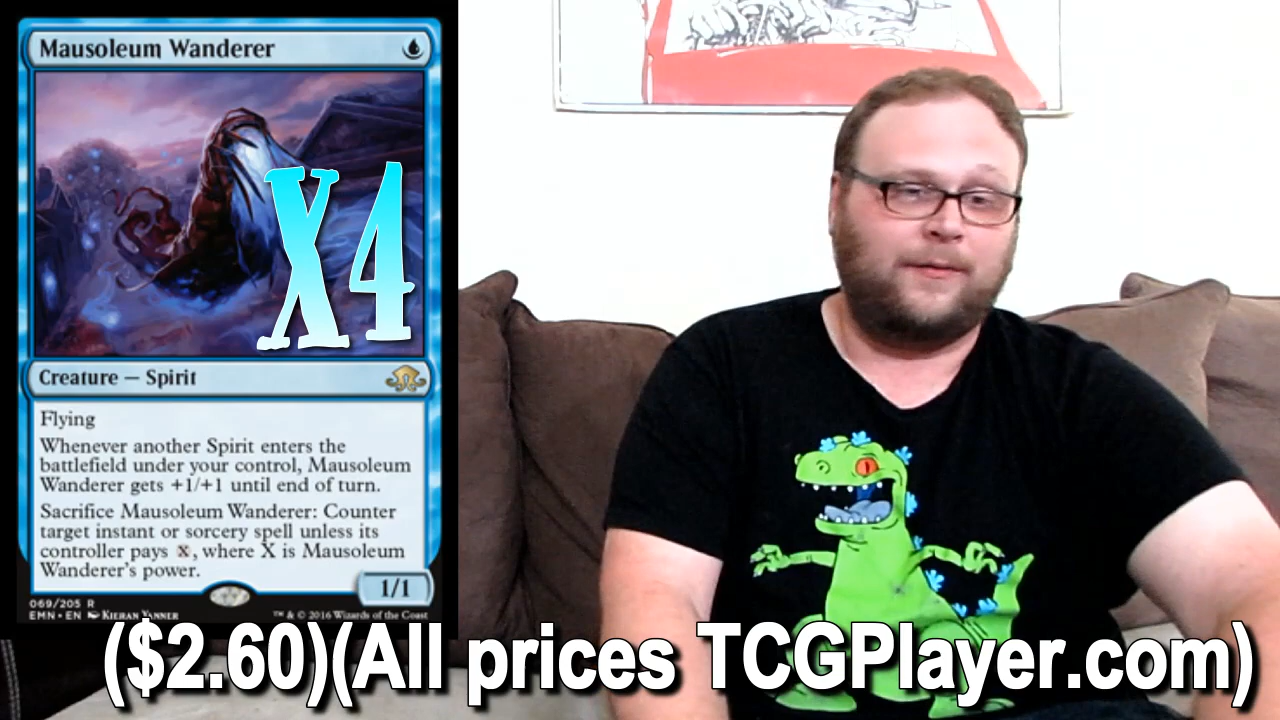 Mausoleum Wanderer
X4
Creature — Spirit
Flying
Whenever another Spirit enters the
battlefield under your control, Mausoleum
Wanderer gets +1/+1 until end of turn.
Sacrifice Mausoleum Wanderer: Counter
target instant or sorcery spell unless its
controller pays X, where X is Mausoleum
Wanderer's power.
1/1
069/205 R
EMN • EN Kieran Yanner
™ & © 2016 Wizards of the Coast
($2.60)(All prices TCGPlayer.com)